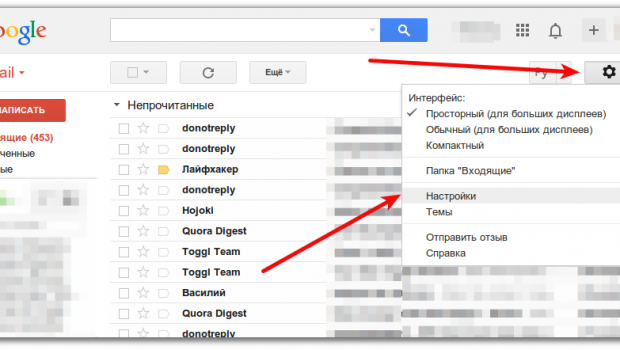 oogle
ail
Ещё
Ру
НАПИСАТЬ
ящие (453)
ченные
ые
Непрочитанные
donotreply
donotreply
Лайфхакер
donotreply
Hojoki
Quora Digest
Toggl Team
Toggl Team
Василий
Quora Digest
donotreply
Интерфейс:
Просторный (для больших дисплеев)
Обычный (для больших дисплеев)
Компактный
Папка "Входящие"
Настройки
Темы
Отправить отзыв
Справка